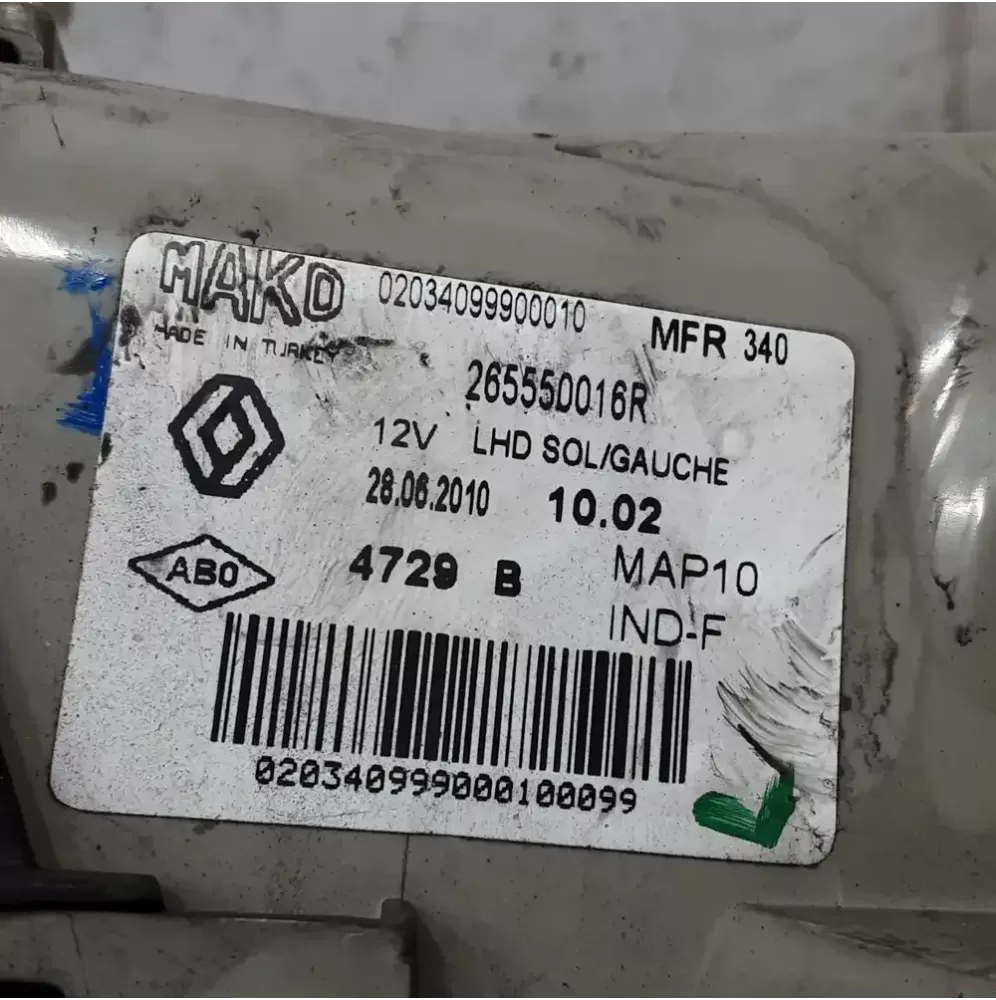 MAKO 02034099900010 MFR 340
MADE IN TURKEY
265550016R
12V LHD SOL/GAUCHE
28.06.2010 10.02
ABO 4729 B MAP10
IND-F
020340999000100099